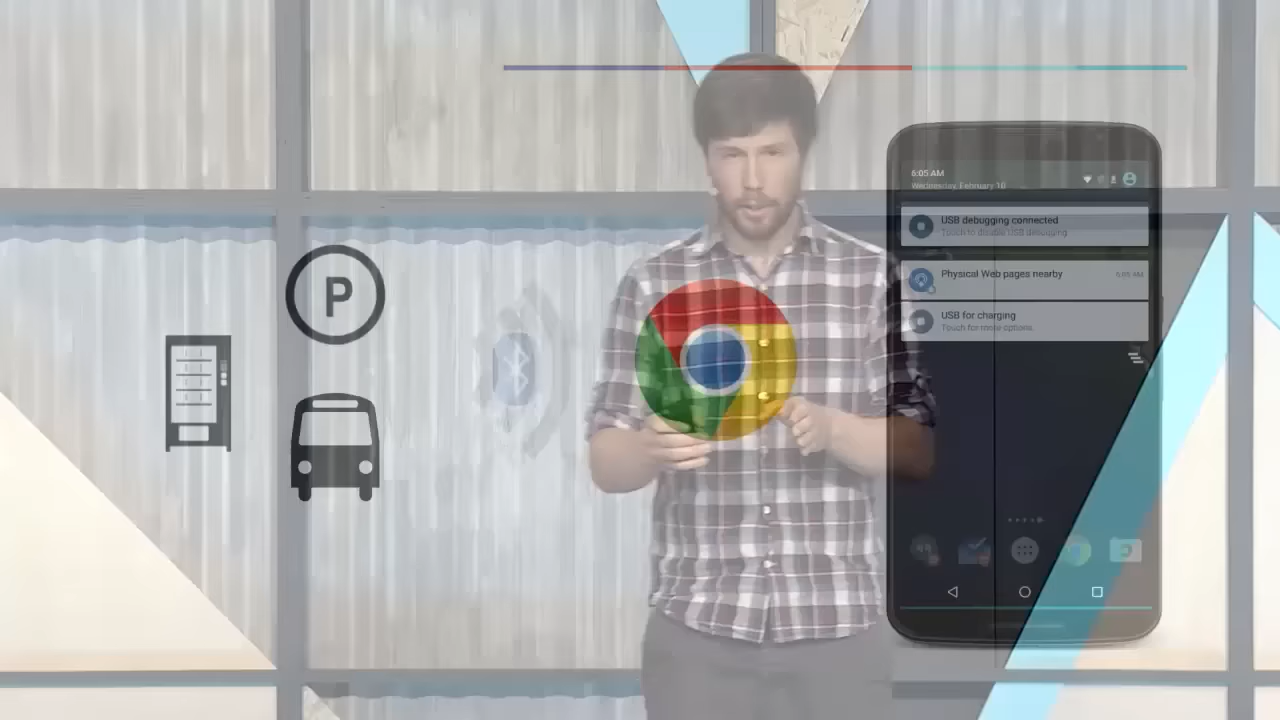 P
6:05 AM
Wednesday, February 10
USB debugging connected
Touch to disable USB debugging.
Physical Web pages nearby
6:05 AM
USB for charging
Touch for more options.